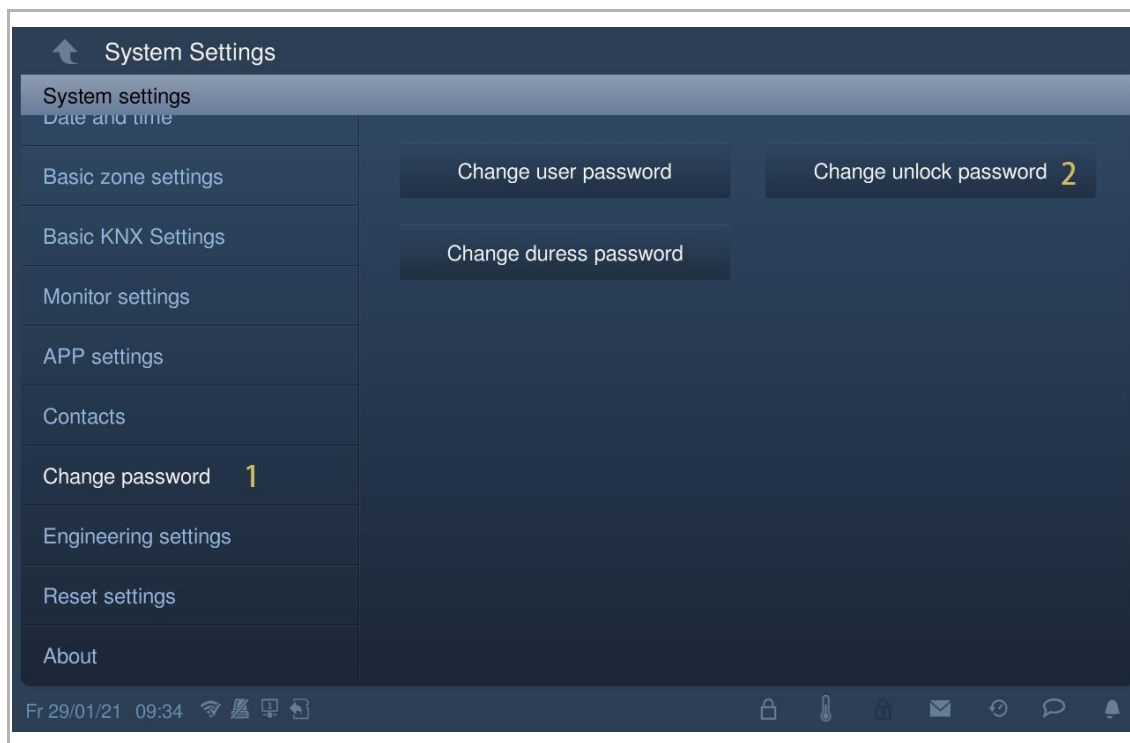 System Settings
System settings
Date and time
Basic zone settings
Basic KNX Settings
Monitor settings
APP settings
Contacts
Change password 1
Engineering settings
Reset settings
About
Change user password
Change unlock password 2
Change duress password
Fr 29/01/21 09:34 1